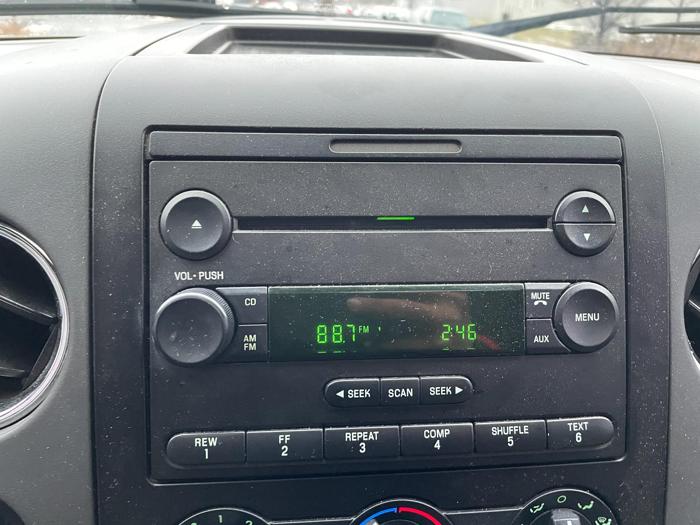 VOL-PUSH
CD
AM
FM
88.7 FM
2:46
MUTE
AUX
MENU
SEEK
SCAN
SEEK
REW
1
FF
2
REPEAT
3
COMP
4
SHUFFLE
5
TEXT
6
1